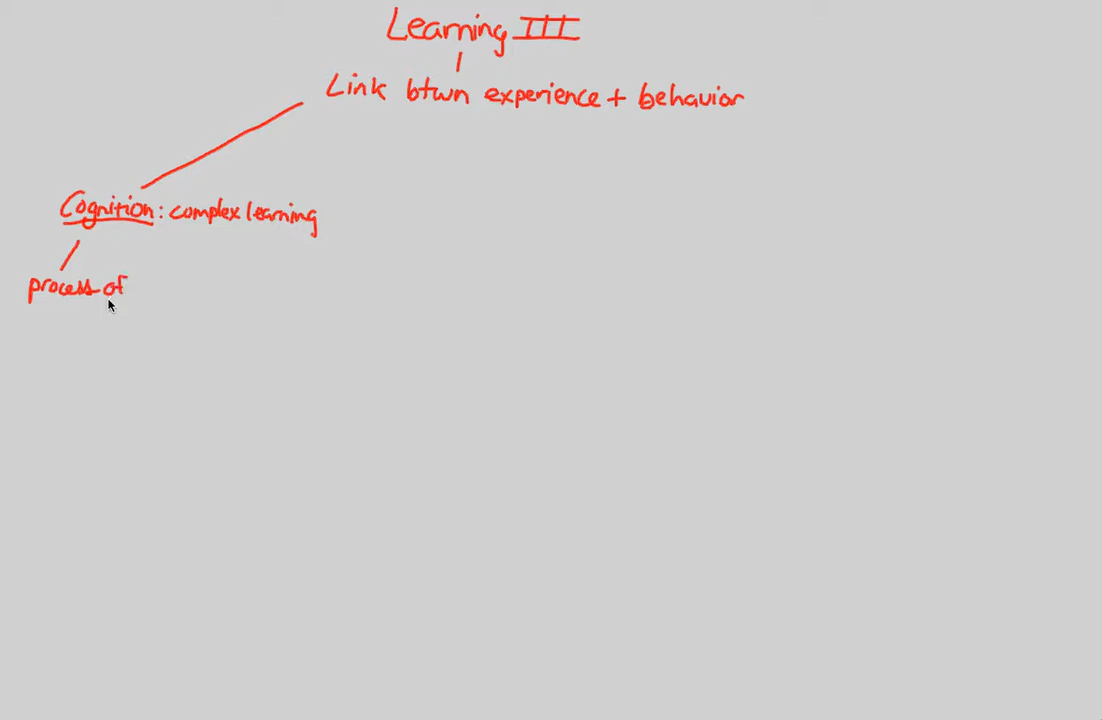 Learning III
Link btwn experience + behavior
Cognition: complex learning
process of